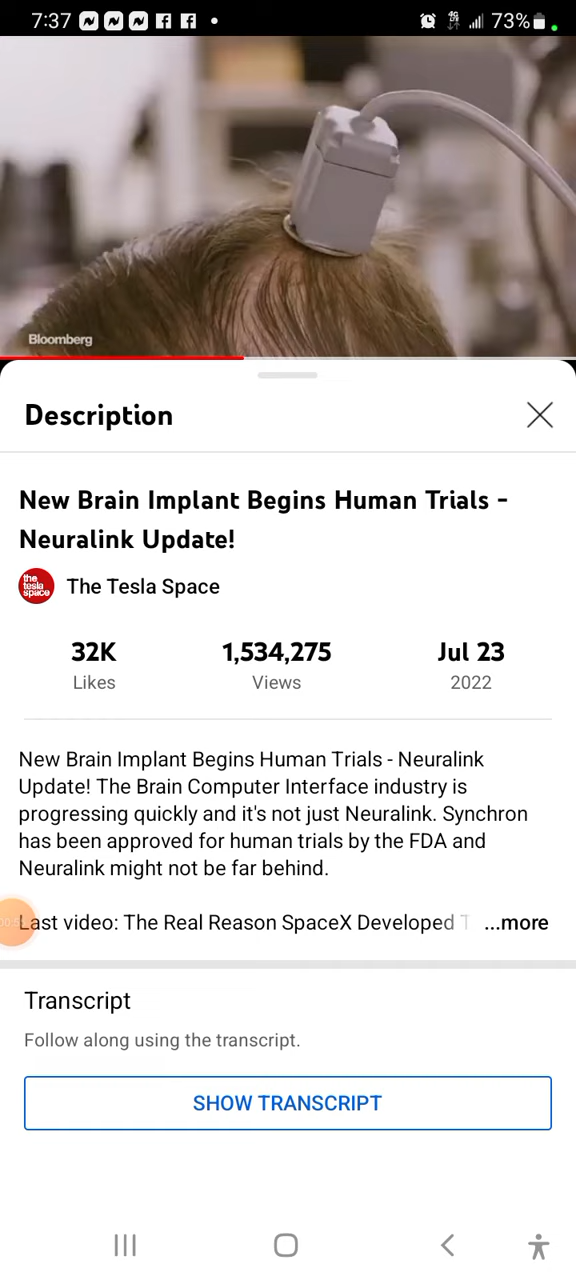 7:37 73%
Bloomberg
Description
New Brain Implant Begins Human Trials -
Neuralink Update!
the tesla space
The Tesla Space
32K 1,534,275 Jul 23
Likes Views 2022
New Brain Implant Begins Human Trials - Neuralink
Update! The Brain Computer Interface industry is
progressing quickly and it's not just Neuralink. Synchron
has been approved for human trials by the FDA and
Neuralink might not be far behind.
Last video: The Real Reason SpaceX Developed T ...more
Transcript
Follow along using the transcript.
SHOW TRANSCRIPT